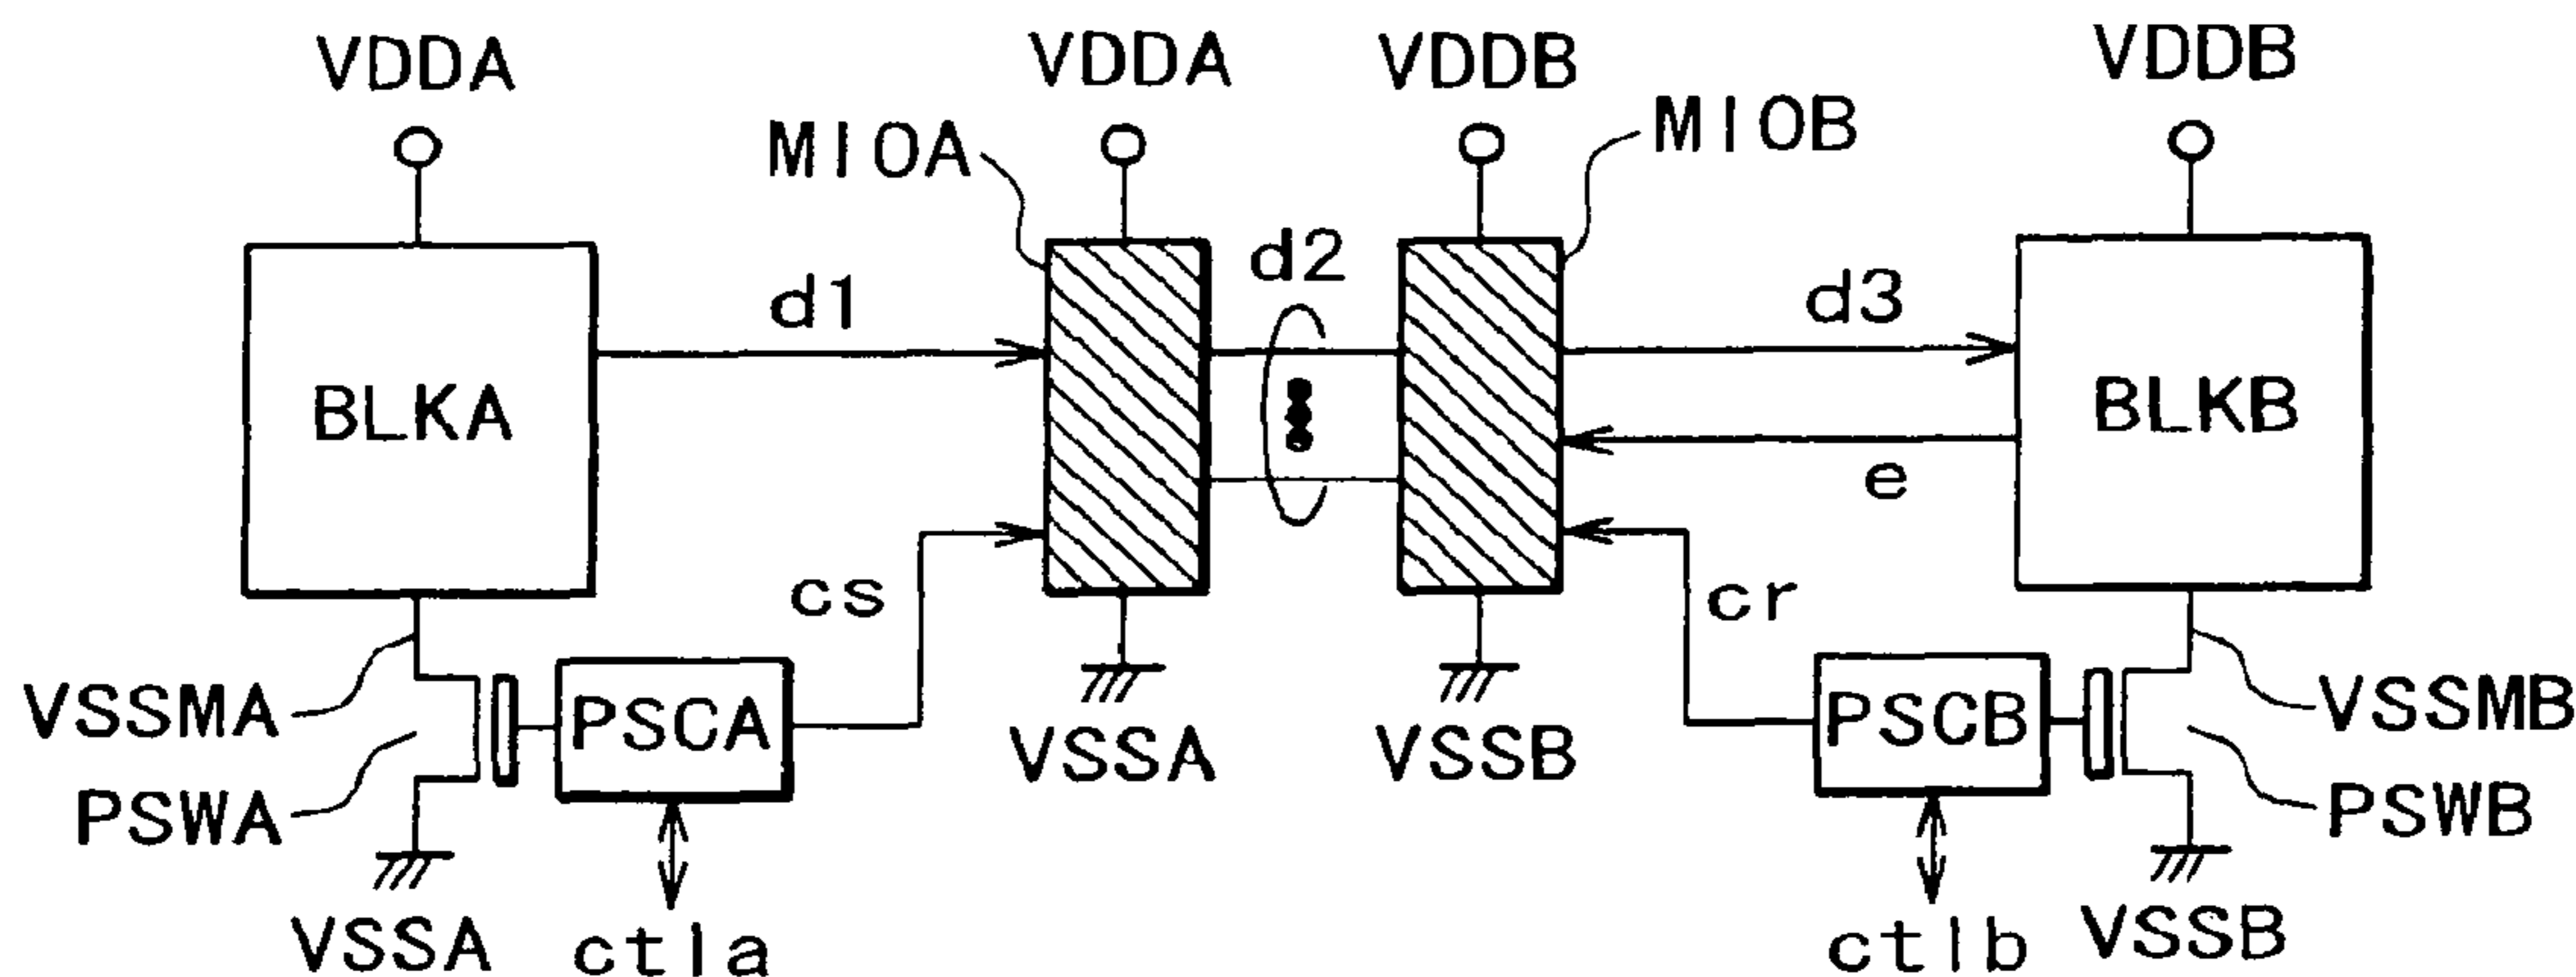 VDDA
VDDA
VDDB
VDDB
MIOA
MIOB
d1
d2
d3
BLKA
BLKB
e
cs
cr
VSSMA
PSCA
VSSA
VSSB
PSCB
VSSMB
PSWA
PSWB
VSSA
ctla
ctlb
VSSB